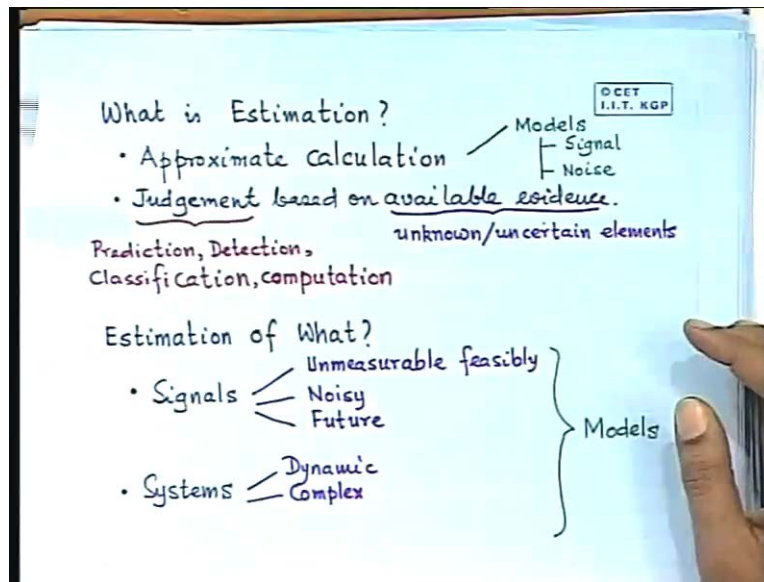 © CET
I.I.T. KGP
What is Estimation?
• Approximate calculation
Models
Signal
Noise
• Judgement based on available evidence.
unknown/uncertain elements
Prediction, Detection,
Classification, computation
Estimation of What?
• Signals
Unmeasurable feasibly
Noisy
Future
Models
• Systems
Dynamic
Complex